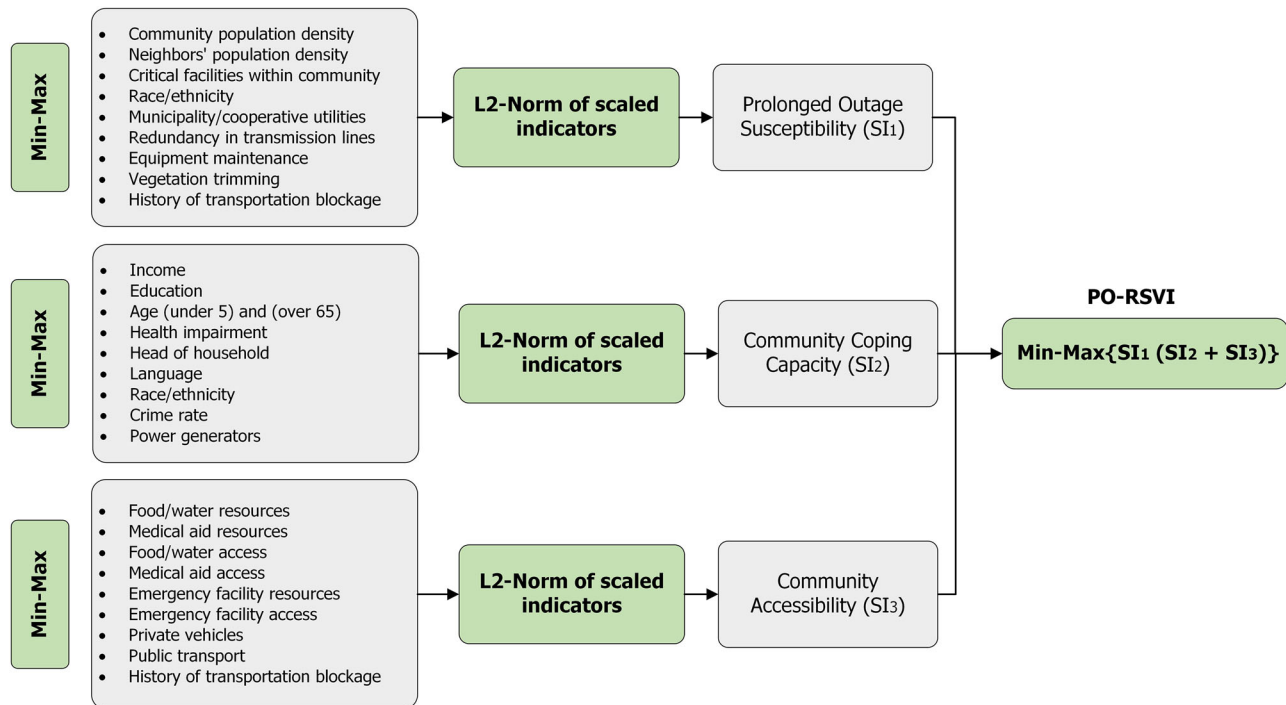 Min-Max
• Community population density
• Neighbors' population density
• Critical facilities within community
• Race/ethnicity
• Municipality/cooperative utilities
• Redundancy in transmission lines
• Equipment maintenance
• Vegetation trimming
• History of transportation blockage
L2-Norm of scaled
indicators
Prolonged Outage
Susceptibility (SI1)
Min-Max
• Income
• Education
• Age (under 5) and (over 65)
• Health impairment
• Head of household
• Language
• Race/ethnicity
• Crime rate
• Power generators
L2-Norm of scaled
indicators
Community Coping
Capacity (SI2)
PO-RSVI
Min-Max{SI1 (SI2 + SI3)}
Min-Max
• Food/water resources
• Medical aid resources
• Food/water access
• Medical aid access
• Emergency facility resources
• Emergency facility access
• Private vehicles
• Public transport
• History of transportation blockage
L2-Norm of scaled
indicators
Community
Accessibility (SI3)